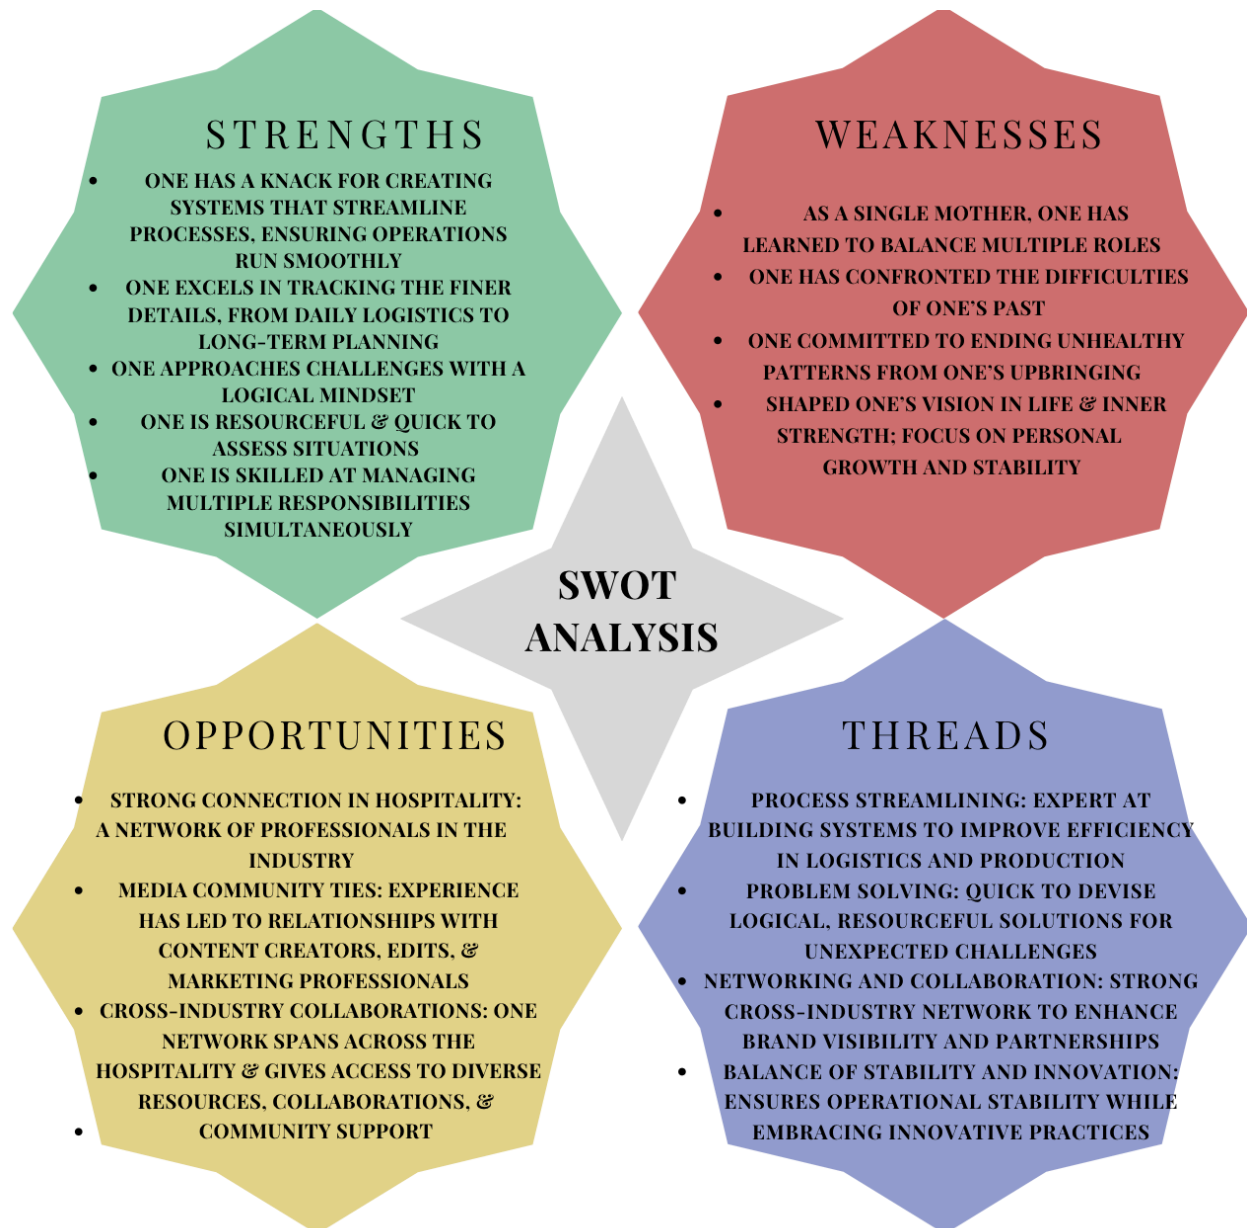 STRENGTHS
• ONE HAS A KNACK FOR CREATING
SYSTEMS THAT STREAMLINE
PROCESSES, ENSURING OPERATIONS
RUN SMOOTHLY
• ONE EXCELS IN TRACKING THE FINER
DETAILS, FROM DAILY LOGISTICS TO
LONG-TERM PLANNING
• ONE APPROACHES CHALLENGES WITH A
LOGICAL MINDSET
• ONE IS RESOURCEFUL & QUICK TO
ASSESS SITUATIONS
• ONE IS SKILLED AT MANAGING
MULTIPLE RESPONSIBILITIES
SIMULTANEOUSLY
WEAKNESSES
• AS A SINGLE MOTHER, ONE HAS
LEARNED TO BALANCE MULTIPLE ROLES
• ONE HAS CONFRONTED THE DIFFICULTIES
OF ONE'S PAST
• ONE COMMITTED TO ENDING UNHEALTHY
PATTERNS FROM ONE'S UPBRINGING
• SHAPED ONE'S VISION IN LIFE & INNER
STRENGTH; FOCUS ON PERSONAL
GROWTH AND STABILITY
SWOT
ANALYSIS
OPPORTUNITIES
• STRONG CONNECTION IN HOSPITALITY:
A NETWORK OF PROFESSIONALS IN THE
INDUSTRY
• MEDIA COMMUNITY TIES: EXPERIENCE
HAS LED TO RELATIONSHIPS WITH
CONTENT CREATORS, EDITS, &
MARKETING PROFESSIONALS
• CROSS-INDUSTRY COLLABORATIONS: ONE
NETWORK SPANS ACROSS THE
HOSPITALITY & GIVES ACCESS TO DIVERSE
RESOURCES, COLLABORATIONS, &
• COMMUNITY SUPPORT
THREADS
• PROCESS STREAMLINING: EXPERT AT
BUILDING SYSTEMS TO IMPROVE EFFICIENCY
IN LOGISTICS AND PRODUCTION
• PROBLEM SOLVING: QUICK TO DEVISE
LOGICAL, RESOURCEFUL SOLUTIONS FOR
UNEXPECTED CHALLENGES
• NETWORKING AND COLLABORATION: STRONG
CROSS-INDUSTRY NETWORK TO ENHANCE
BRAND VISIBILITY AND PARTNERSHIPS
• BALANCE OF STABILITY AND INNOVATION:
ENSURES OPERATIONAL STABILITY WHILE
EMBRACING INNOVATIVE PRACTICES